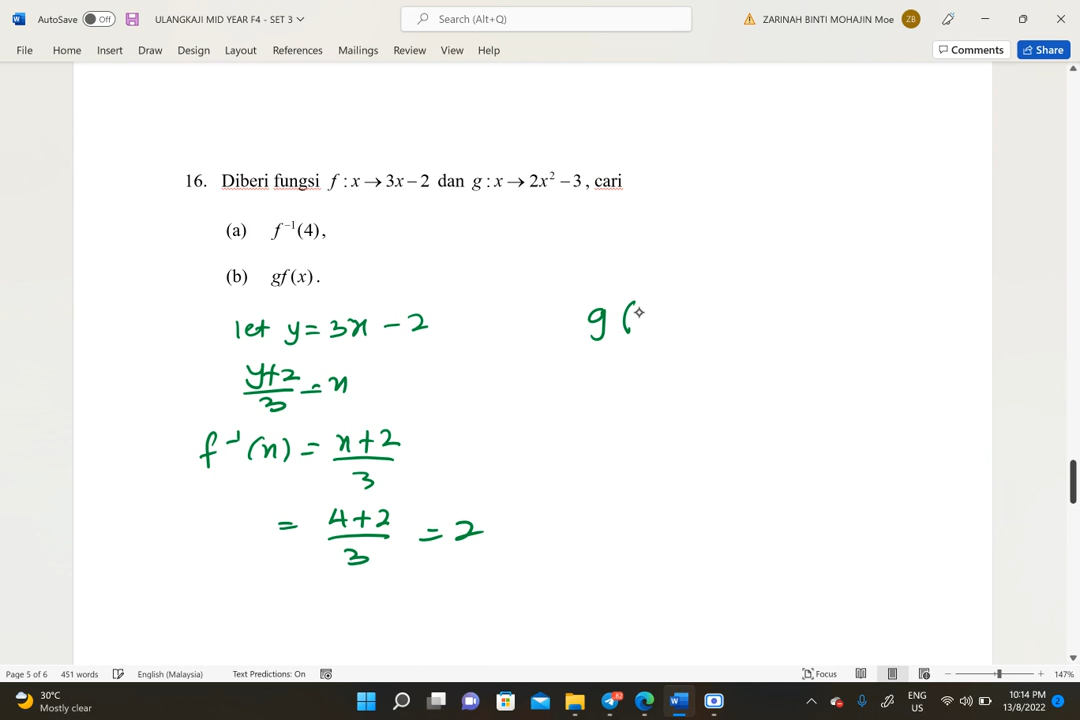 AutoSave Off ULANGKAJI MID YEAR F4 - SET 3 Search (Alt+Q) ZARINAH BINTI MOHAJIN Moe ZB
File Home Insert Draw Design Layout References Mailings Review View Help Comments Share
16. Diberi fungsi f : x → 3x − 2 dan g : x → 2x² − 3, cari
(a) f⁻¹(4),
(b) gf(x).
let y = 3x − 2
g (
y+2/3 = x
f⁻¹(x) = x+2/3
= 4+2/3 = 2
Page 5 of 6 451 words English (Malaysia) Text Predictions: On Focus 147%
30°C
Mostly clear
ENG
US
10:14 PM
13/8/2022
2